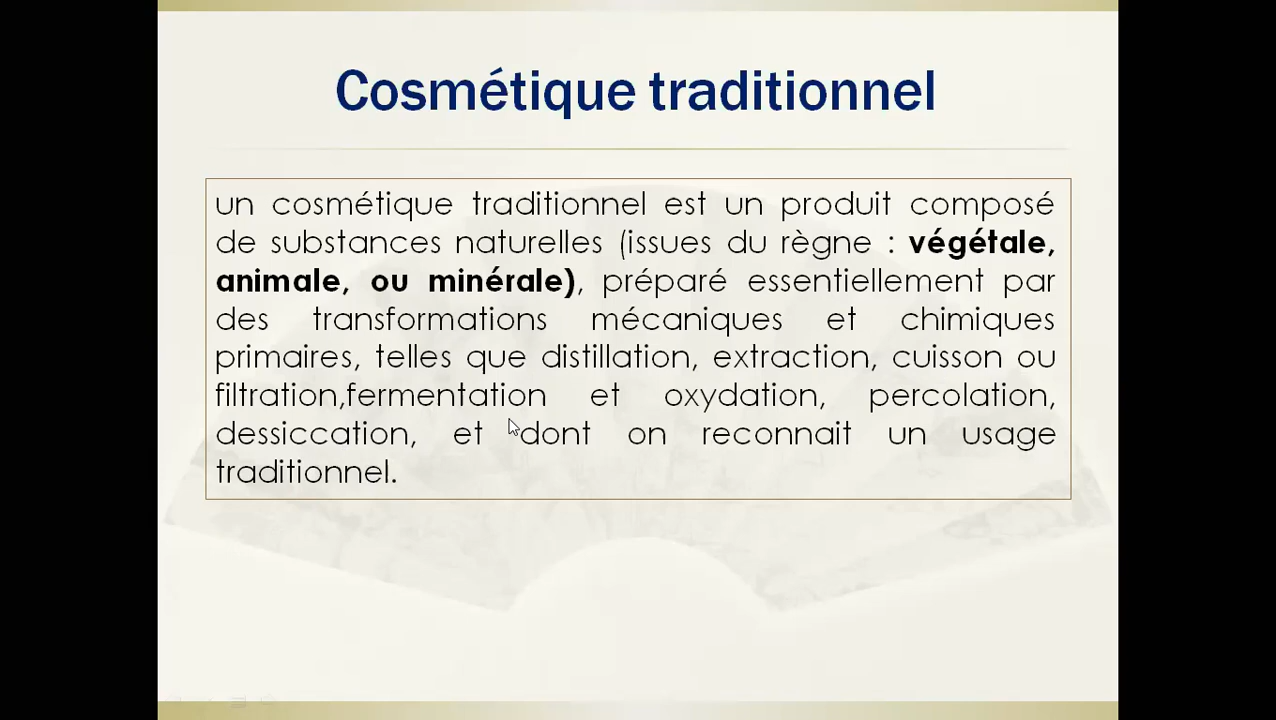 Cosmétique traditionnel
un cosmétique traditionnel est un produit composé
de substances naturelles (issues du règne : végétale,
animale, ou minérale), préparé essentiellement par
des transformations mécaniques et chimiques
primaires, telles que distillation, extraction, cuisson ou
filtration,fermentation et oxydation, percolation,
dessiccation, et dont on reconnait un usage
traditionnel.